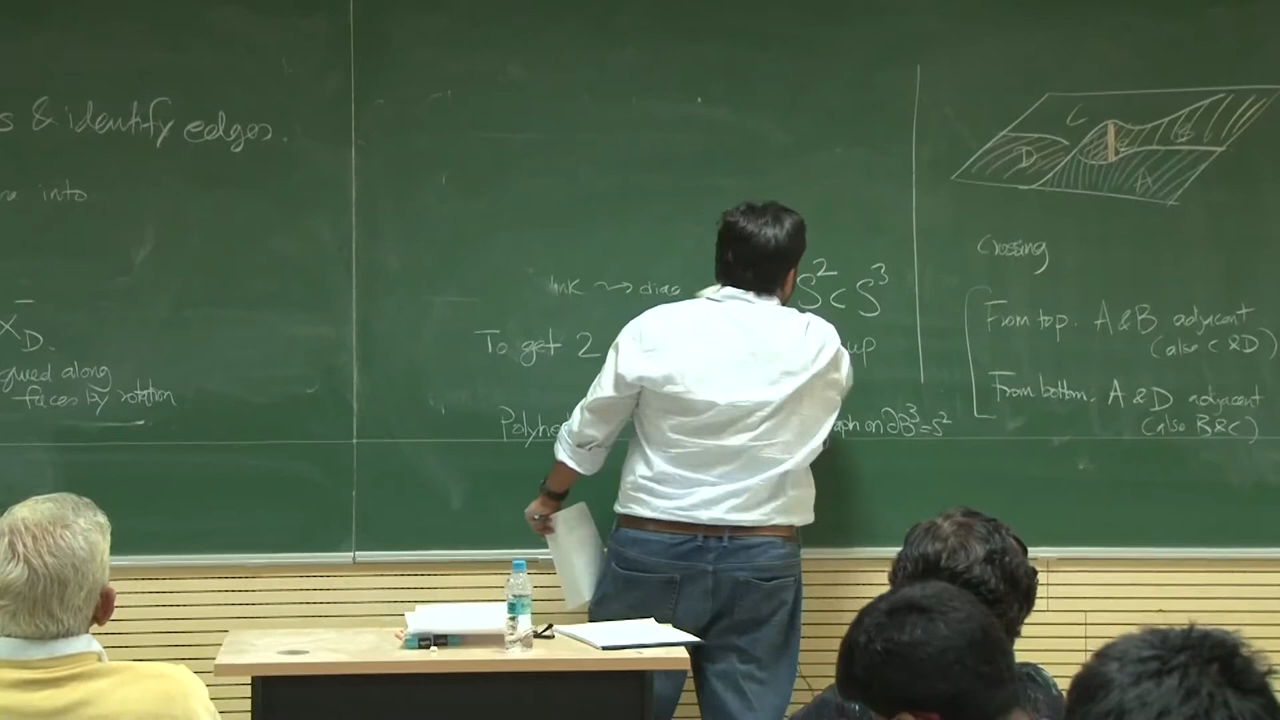 & identify edges.
into
X̄_D.
glued along
faces by rotation
link ⇝ diag
S² ⊂ S³
To get 2
up
Polyhe
aph on ∂B³=S²
C
D
B
A
Crossing
From top. A & B adjacent
(also C & D)
From bottom. A & D adjacent
(also B & C)